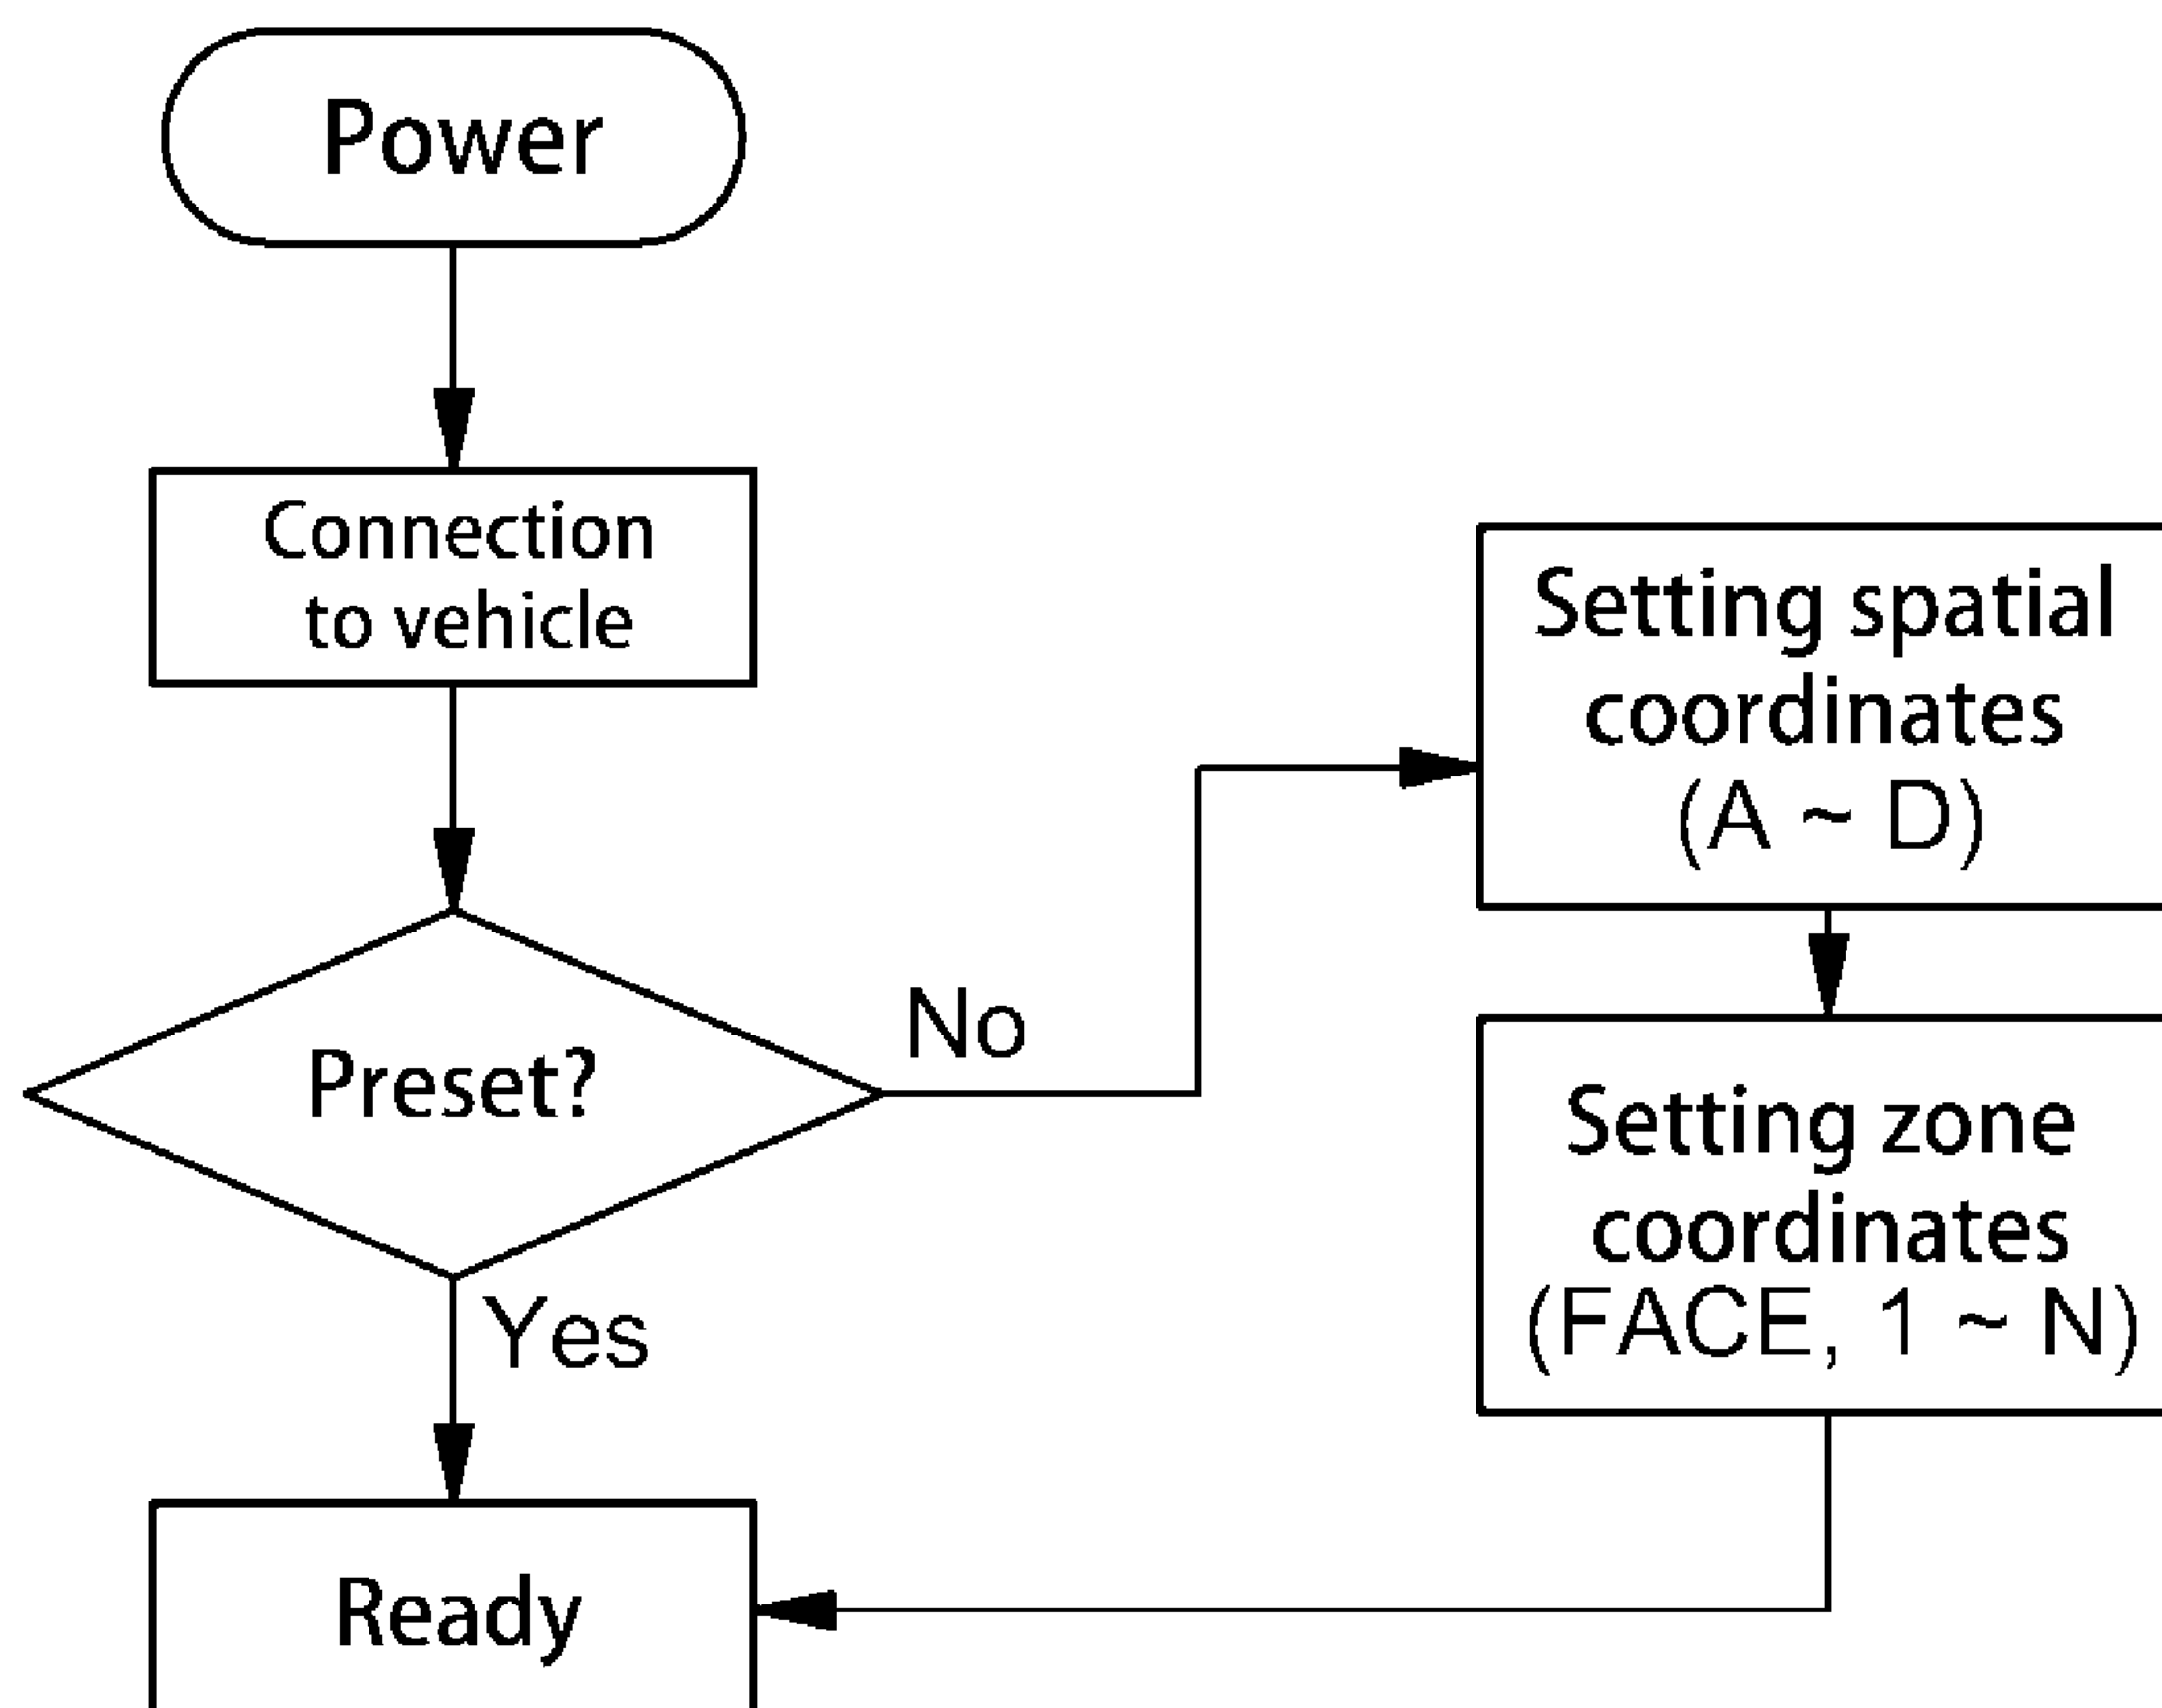 Power
Connection
to vehicle
Preset?
No
Yes
Ready
Setting spatial
coordinates
(A ~ D)
Setting zone
coordinates
(FACE, 1 ~ N)